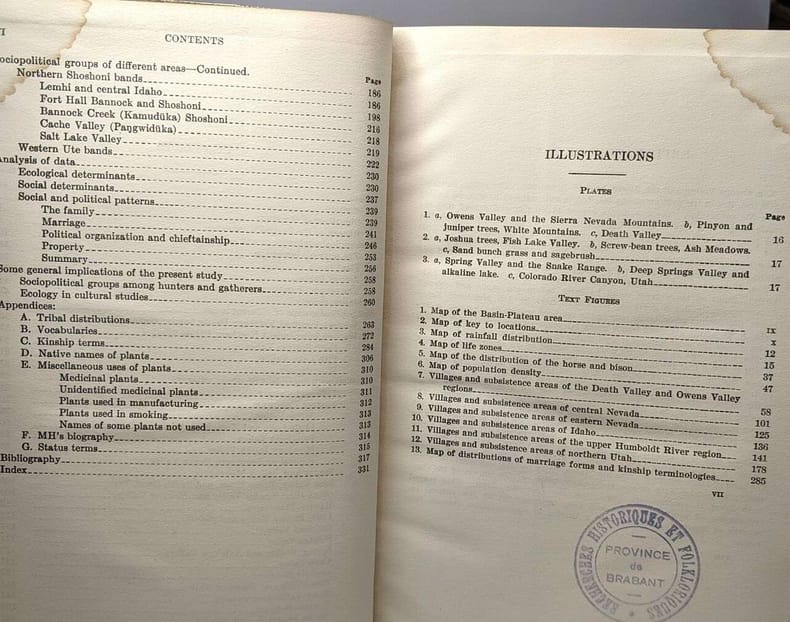 I
CONTENTS
ociopolitical groups of different areas—Continued.
Page
Northern Shoshoni bands 186
Lemhi and central Idaho 186
Fort Hall Bannock and Shoshoni 198
Bannock Creek (Kamudüka) Shoshoni 216
Cache Valley (Paŋwidüka) 218
Salt Lake Valley 219
Western Ute bands 222
nalysis of data 230
Ecological determinants 230
Social determinants 237
Social and political patterns 239
The family 239
Marriage 241
Political organization and chieftainship 246
Property 253
Summary 256
Some general implications of the present study 258
Sociopolitical groups among hunters and gatherers 258
Ecology in cultural studies 260
Appendices:
A. Tribal distributions 263
B. Vocabularies 272
C. Kinship terms 284
D. Native names of plants 306
E. Miscellaneous uses of plants 310
Medicinal plants 310
Unidentified medicinal plants 311
Plants used in manufacturing 312
Plants used in smoking 313
Names of some plants not used 313
F. MH's biography 314
G. Status terms 315
Bibliography 317
Index 331
ILLUSTRATIONS
PLATES
Page
1. a, Owens Valley and the Sierra Nevada Mountains. b, Pinyon and
juniper trees, White Mountains. c, Death Valley 16
2. a, Joshua trees, Fish Lake Valley. b, Screw-bean trees, Ash Meadows.
c, Sand bunch grass and sagebrush 17
3. a, Spring Valley and the Snake Range. b, Deep Springs Valley and
alkaline lake. c, Colorado River Canyon, Utah 17
TEXT FIGURES
1. Map of the Basin-Plateau area IX
2. Map of key to locations X
3. Map of rainfall distribution 12
4. Map of life zones 15
5. Map of the distribution of the horse and bison 37
6. Map of population density 47
7. Villages and subsistence areas of the Death Valley and Owens Valley
regions 58
8. Villages and subsistence areas of central Nevada 101
9. Villages and subsistence areas of eastern Nevada 125
10. Villages and subsistence areas of Idaho 136
11. Villages and subsistence areas of the upper Humboldt River region 141
12. Villages and subsistence areas of northern Utah 178
13. Map of distributions of marriage forms and kinship terminologies 285
VII
RECHERCHES HISTORIQUES ET FOLKLORIQUES
PROVINCE
de
BRABANT